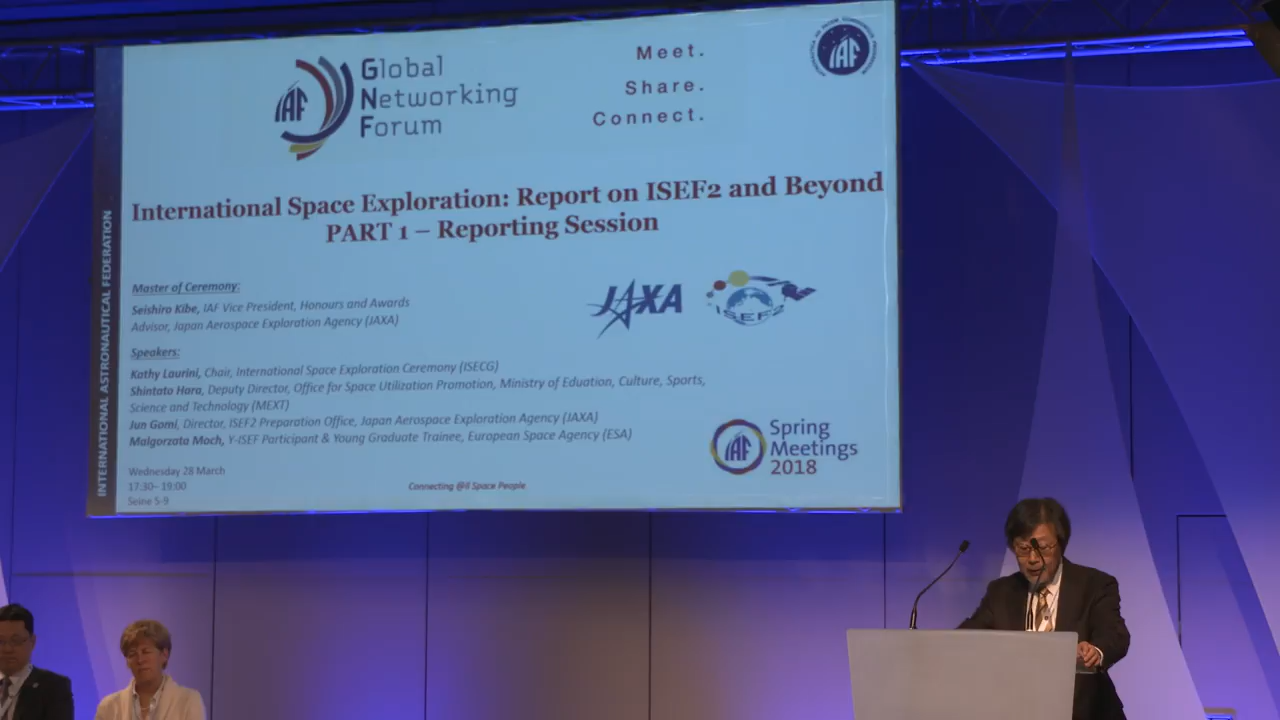 Global
Networking
Forum
IAF
Meet.
Share.
Connect.
IAF
International Space Exploration: Report on ISEF2 and Beyond
PART 1 – Reporting Session
INTERNATIONAL ASTRONAUTICAL FEDERATION
Master of Ceremony:
Seishiro Kibe, IAF Vice President, Honours and Awards
Advisor, Japan Aerospace Exploration Agency (JAXA)
JAXA
ISEF2
Speakers:
Kathy Laurini, Chair, International Space Exploration Ceremony (ISECG)
Shintato Hara, Deputy Director, Office for Space Utilization Promotion, Ministry of Eduation, Culture, Sports,
Science and Technology (MEXT)
Jun Gomi, Director, ISEF2 Preparation Office, Japan Aerospace Exploration Agency (JAXA)
Malgorzata Moch, Y-ISEF Participant & Young Graduate Trainee, European Space Agency (ESA)
IAF
Spring
Meetings
2018
Wednesday 28 March
17:30– 19:00
Seine 5-9
Connecting @ll Space People